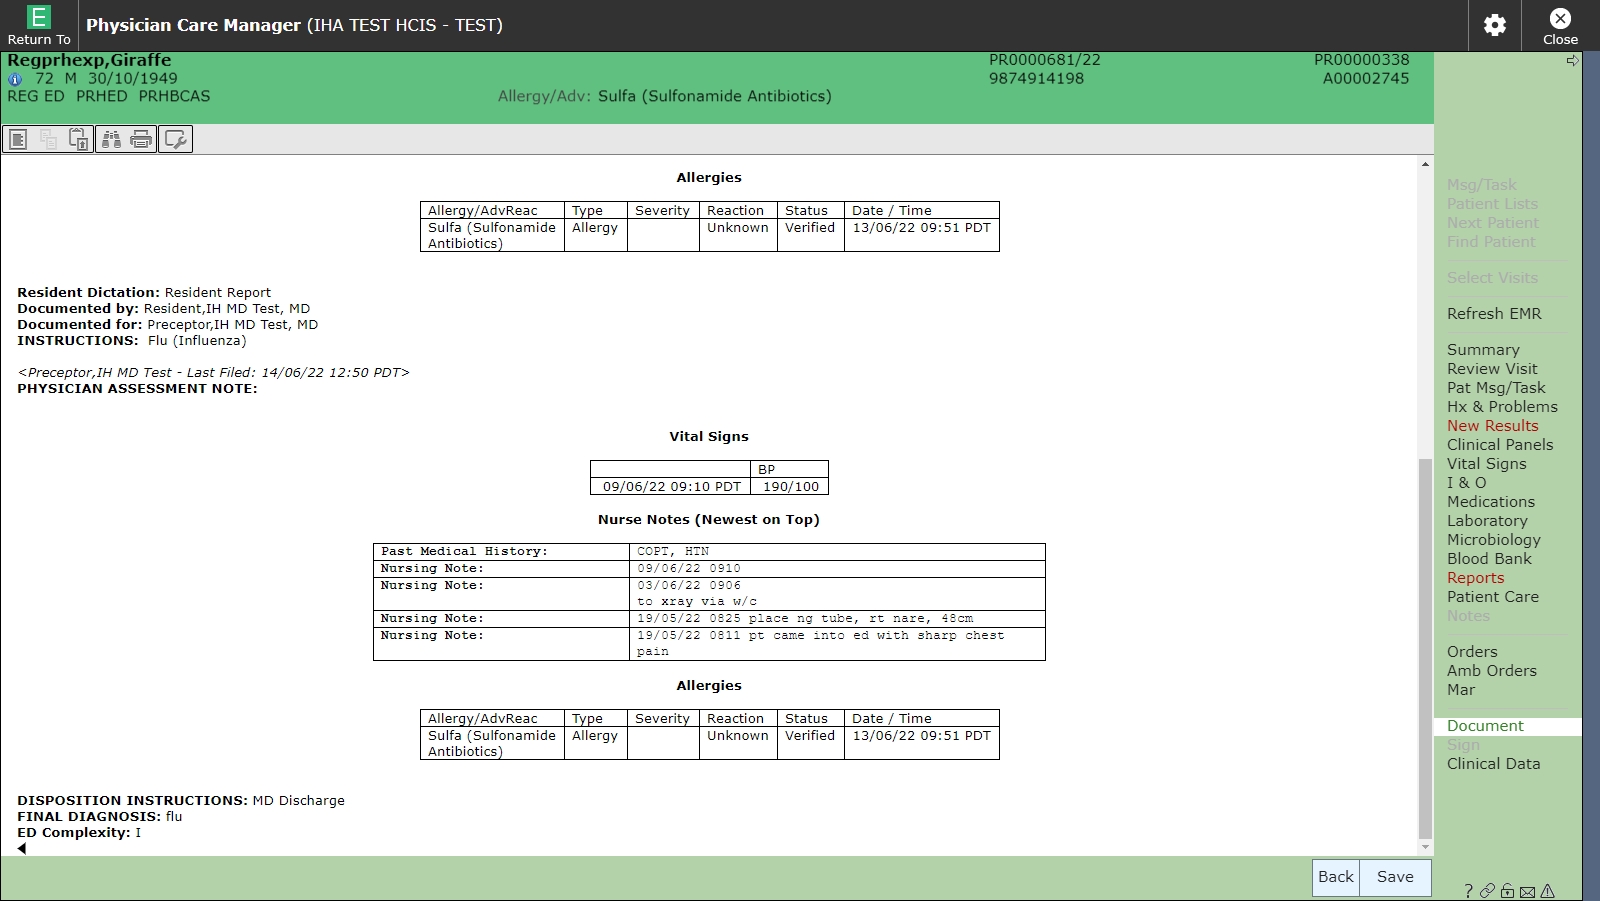 E
Return To
Physician Care Manager (IHA TEST HCIS - TEST)
Close
Regprhexp,Giraffe
PR0000681/22
PR00000338
72 M 30/10/1949
9874914198
A00002745
REG ED PRHED PRHBCAS
Allergy/Adv: Sulfa (Sulfonamide Antibiotics)
Allergies
Allergy/AdvReac Type Severity Reaction Status Date / Time
Sulfa (Sulfonamide Allergy Unknown Verified 13/06/22 09:51 PDT
Antibiotics)
Resident Dictation: Resident Report
Documented by: Resident,IH MD Test, MD
Documented for: Preceptor,IH MD Test, MD
INSTRUCTIONS: Flu (Influenza)
<Preceptor,IH MD Test - Last Filed: 14/06/22 12:50 PDT>
PHYSICIAN ASSESSMENT NOTE:
Vital Signs
BP
09/06/22 09:10 PDT 190/100
Nurse Notes (Newest on Top)
Past Medical History: COPT, HTN
Nursing Note: 09/06/22 0910
Nursing Note: 03/06/22 0906
to xray via w/c
Nursing Note: 19/05/22 0825 place ng tube, rt nare, 48cm
Nursing Note: 19/05/22 0811 pt came into ed with sharp chest
pain
Allergies
Allergy/AdvReac Type Severity Reaction Status Date / Time
Sulfa (Sulfonamide Allergy Unknown Verified 13/06/22 09:51 PDT
Antibiotics)
DISPOSITION INSTRUCTIONS: MD Discharge
FINAL DIAGNOSIS: flu
ED Complexity: I
Msg/Task
Patient Lists
Next Patient
Find Patient
Select Visits
Refresh EMR
Summary
Review Visit
Pat Msg/Task
Hx & Problems
New Results
Clinical Panels
Vital Signs
I & O
Medications
Laboratory
Microbiology
Blood Bank
Reports
Patient Care
Notes
Orders
Amb Orders
Mar
Document
Sign
Clinical Data
Back
Save
?